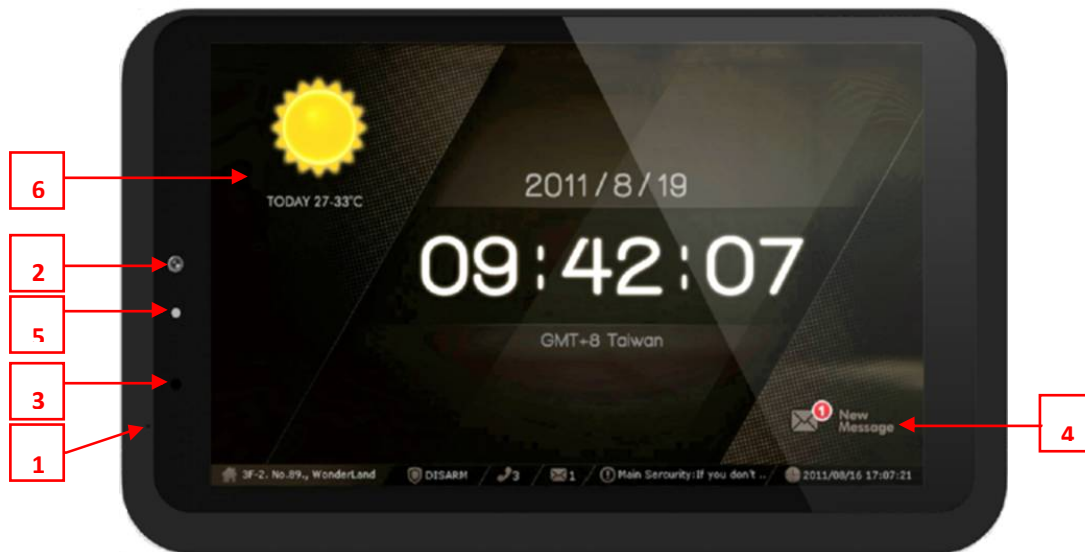 TODAY 27-33°C
2011/8/19
09:42:07
GMT+8 Taiwan
1 New
Message
3F-2. No.89., WonderLand DISARM 3 1 Main Sercurity:If you don't .. 2011/08/16 17:07:21
6
2
5
3
1
4